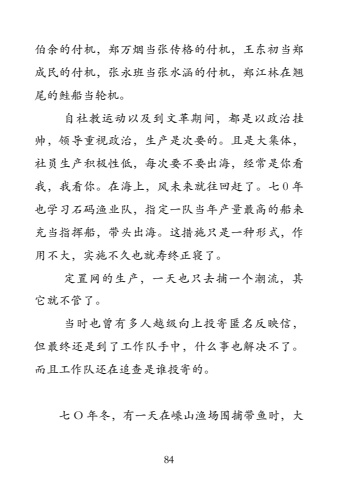 伯余的付机，郑万烟当张传格的付机，王东初当郑
成民的付机，张永班当张水涵的付机，郑江林在翘
尾的鮭船当轮机。
自社教运动以及到文革期间，都是以政治挂
帅，领导重视政治，生产是次要的。且是大集体，
社员生产积极性低，每次要不要出海，经常是你看
我，我看你。在海上，风未来就往回赶了。七0年
也学习石码渔业队，指定一队当年产量最高的船来
充当指挥船，带头出海。这措施只是一种形式，作
用不大，实施不久也就寿终正寝了。
定置网的生产，一天也只去捕一个潮流，其
它就不管了。
当时也曾有多人越级向上投寄匿名反映信，
但最终还是到了工作队手中，什么事也解决不了。
而且工作队还在追查是谁投寄的。
七O年冬，有一天在嵊山渔场围捕带鱼时，大
84